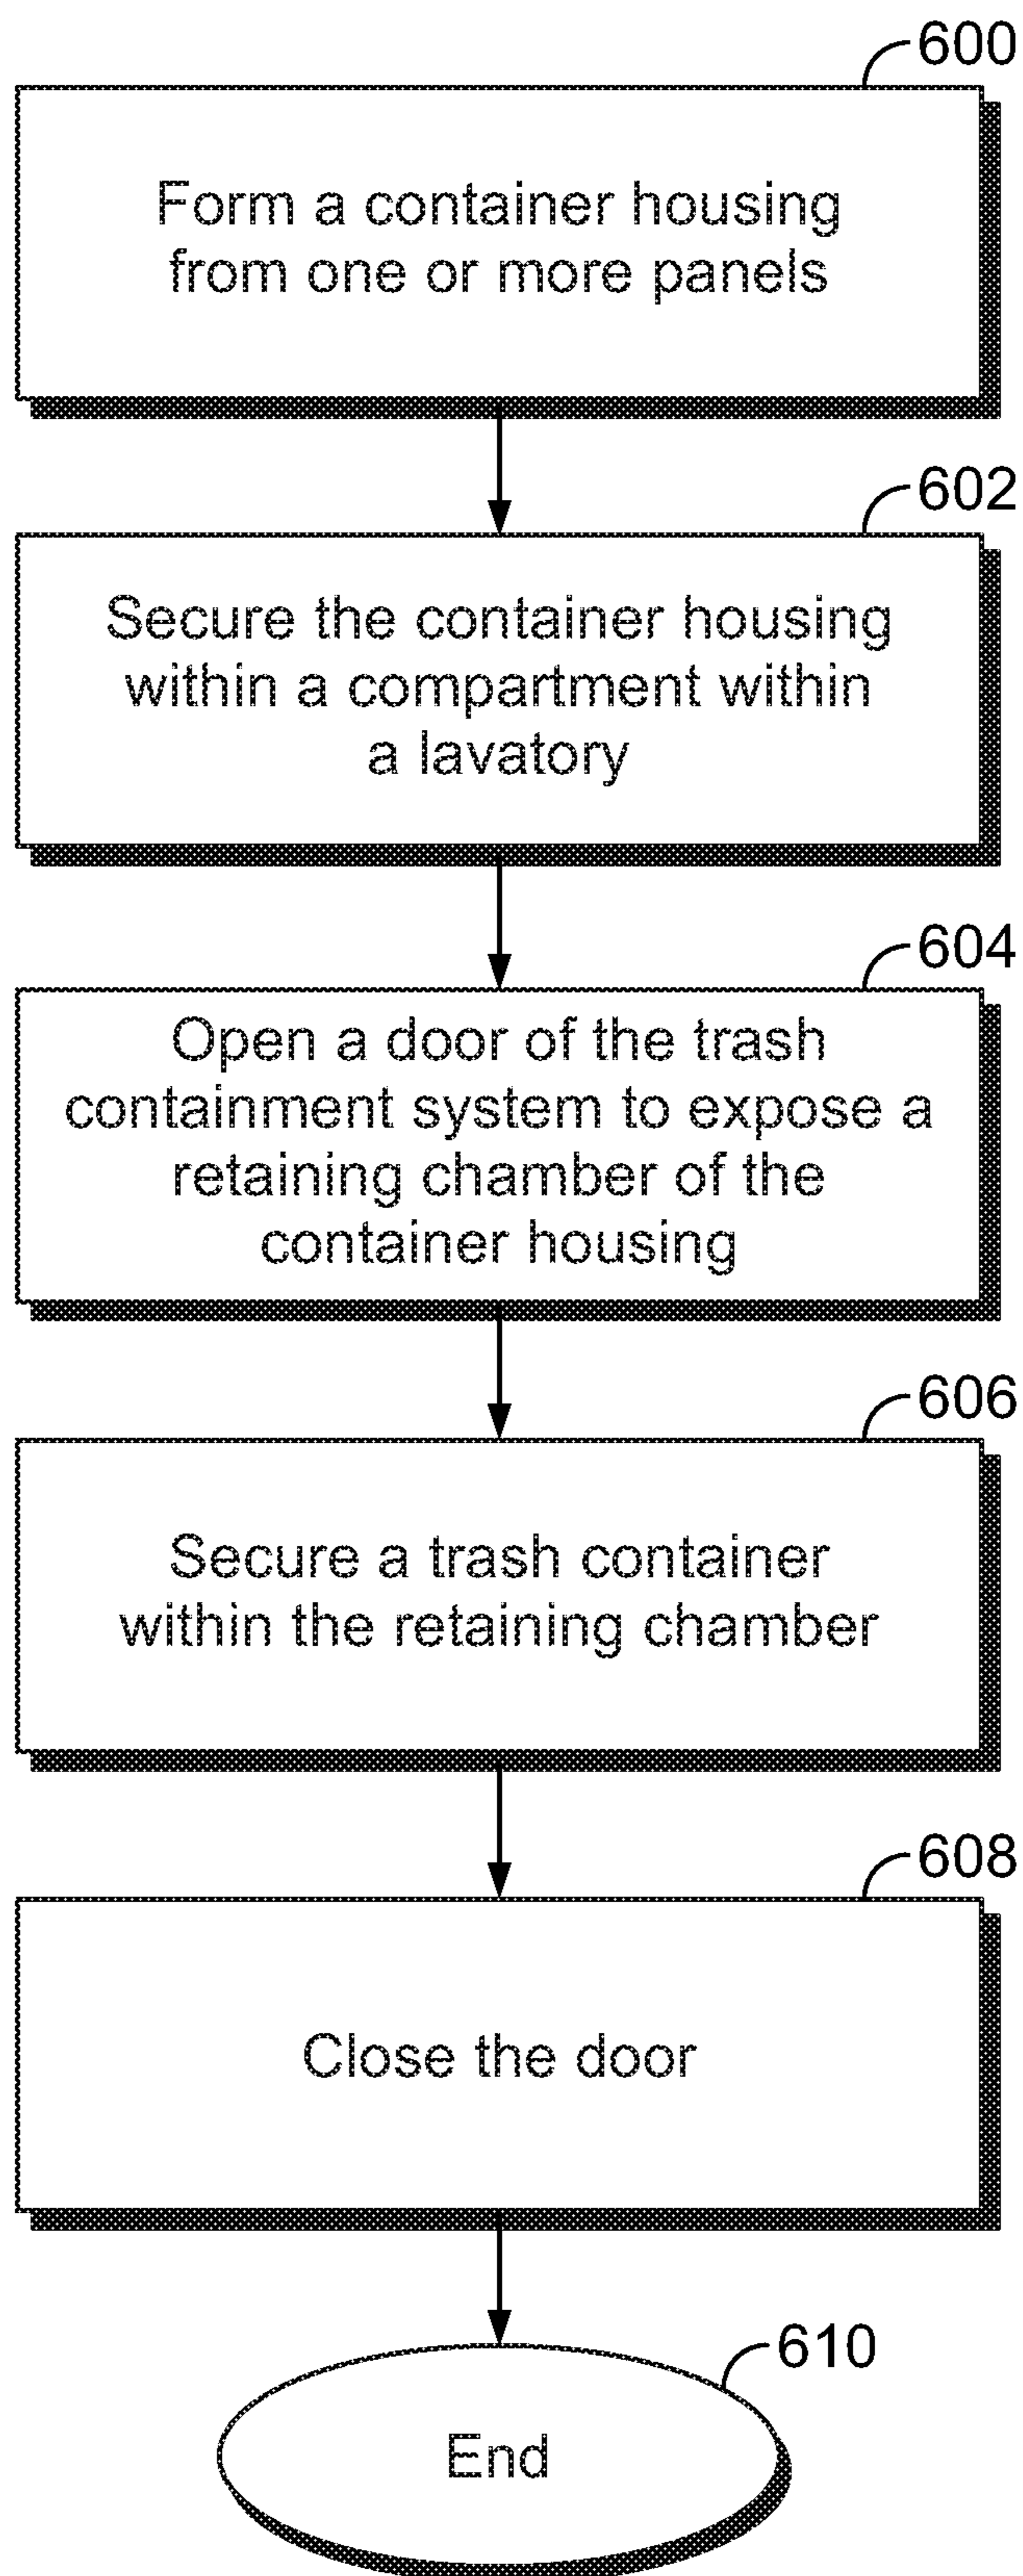 600
Form a container housing
from one or more panels
602
Secure the container housing
within a compartment within
a lavatory
604
Open a door of the trash
containment system to expose a
retaining chamber of the
container housing
606
Secure a trash container
within the retaining chamber
608
Close the door
610
End